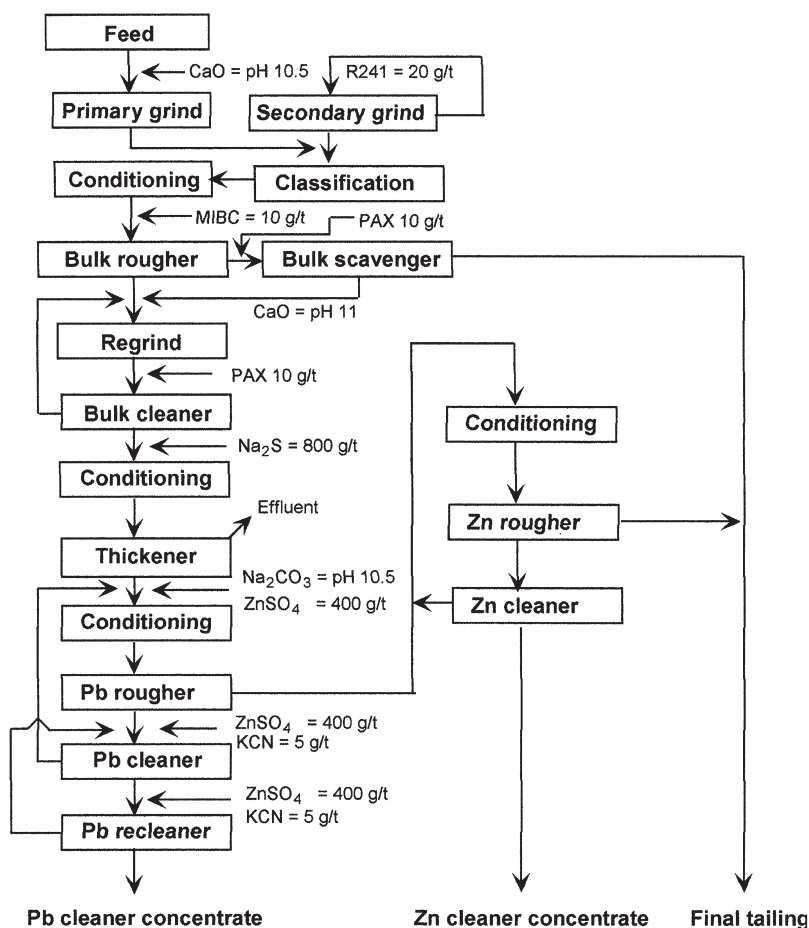 Feed
CaO = pH 10.5
R241 = 20 g/t
Primary grind
Secondary grind
Conditioning
Classification
MIBC = 10 g/t
PAX 10 g/t
Bulk rougher
Bulk scavenger
CaO = pH 11
Regrind
PAX 10 g/t
Bulk cleaner
Conditioning
Na₂S = 800 g/t
Conditioning
Effluent
Zn rougher
Thickener
Na₂CO₃ = pH 10.5
ZnSO₄ = 400 g/t
Zn cleaner
Conditioning
Pb rougher
ZnSO₄ = 400 g/t
KCN = 5 g/t
Pb cleaner
ZnSO₄ = 400 g/t
KCN = 5 g/t
Pb recleaner
Pb cleaner concentrate
Zn cleaner concentrate
Final tailing